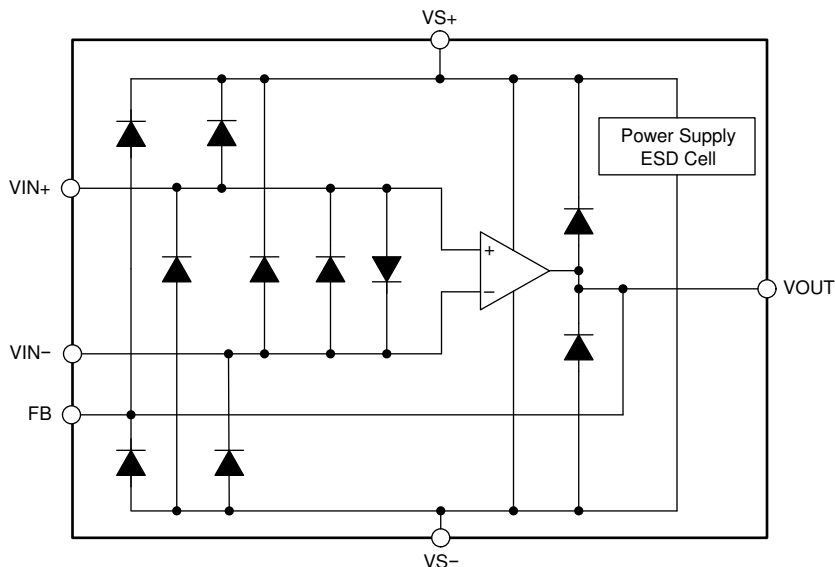 VS+
Power Supply
ESD Cell
VIN+
+
−
VOUT
VIN−
FB
VS−